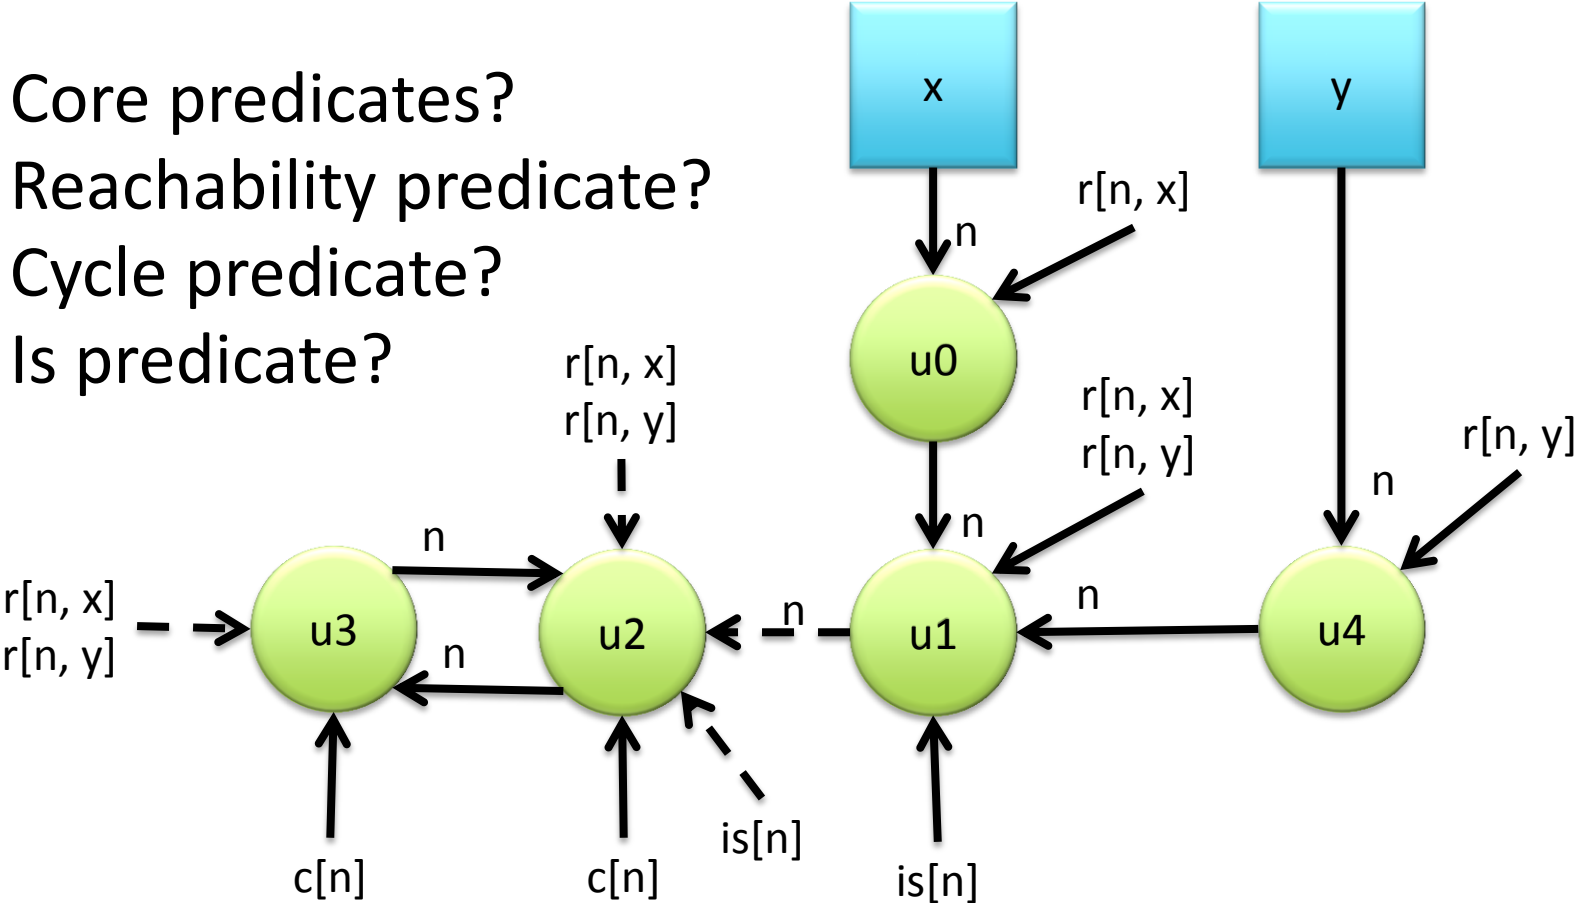 Core predicates?
Reachability predicate?
Cycle predicate?
Is predicate?
x
y
r[n, x]
n
u0
r[n, x]
r[n, y]
r[n, x]
r[n, y]
r[n, y]
n
n
n
r[n, x]
r[n, y]
u3
n
u2
n
u1
n
u4
is[n]
c[n]
c[n]
is[n]